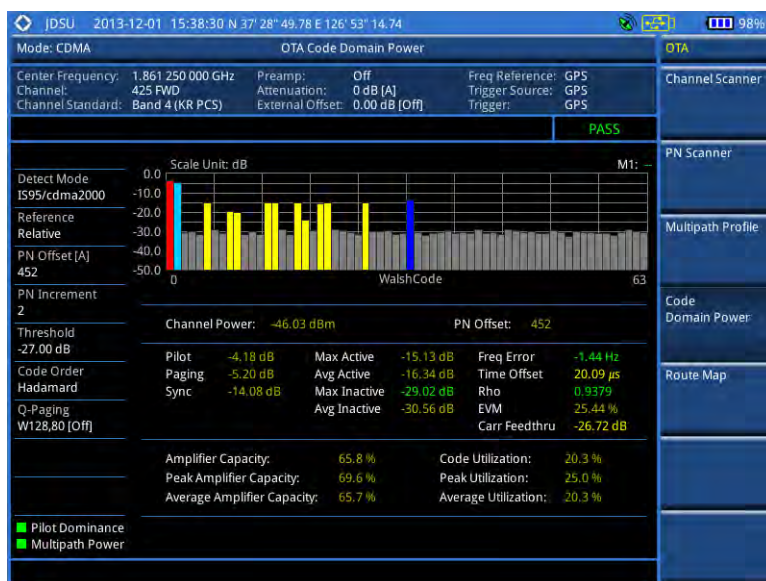 JDSU 2013-12-01 15:38:30 N 37' 28" 49.78 E 126' 53" 14.74 98%
Mode: CDMA OTA Code Domain Power OTA
Center Frequency: 1.861 250 000 GHz Preamp: Off Freq Reference: GPS
Channel: 425 FWD Attenuation: 0 dB [A] Trigger Source: GPS
Channel Standard: Band 4 (KR PCS) External Offset: 0.00 dB [Off] Trigger: GPS
PASS
Channel Scanner
PN Scanner
Multipath Profile
Code
Domain Power
Route Map
Detect Mode
IS95/cdma2000
Reference
Relative
PN Offset [A]
452
PN Increment
2
Threshold
-27.00 dB
Code Order
Hadamard
Q-Paging
W128,80 [Off]
Pilot Dominance
Multipath Power
Scale Unit: dB M1: --
0.0
-10.0
-20.0
-30.0
-40.0
-50.0
0 WalshCode 63
Channel Power: -46.03 dBm PN Offset: 452
Pilot -4.18 dB Max Active -15.13 dB Freq Error -1.44 Hz
Paging -5.20 dB Avg Active -16.34 dB Time Offset 20.09 µs
Sync -14.08 dB Max Inactive -29.02 dB Rho 0.9379
Avg Inactive -30.56 dB EVM 25.44 %
Carr Feedthru -26.72 dB
Amplifier Capacity: 65.8 % Code Utilization: 20.3 %
Peak Amplifier Capacity: 69.6 % Peak Utilization: 25.0 %
Average Amplifier Capacity: 65.7 % Average Utilization: 20.3 %